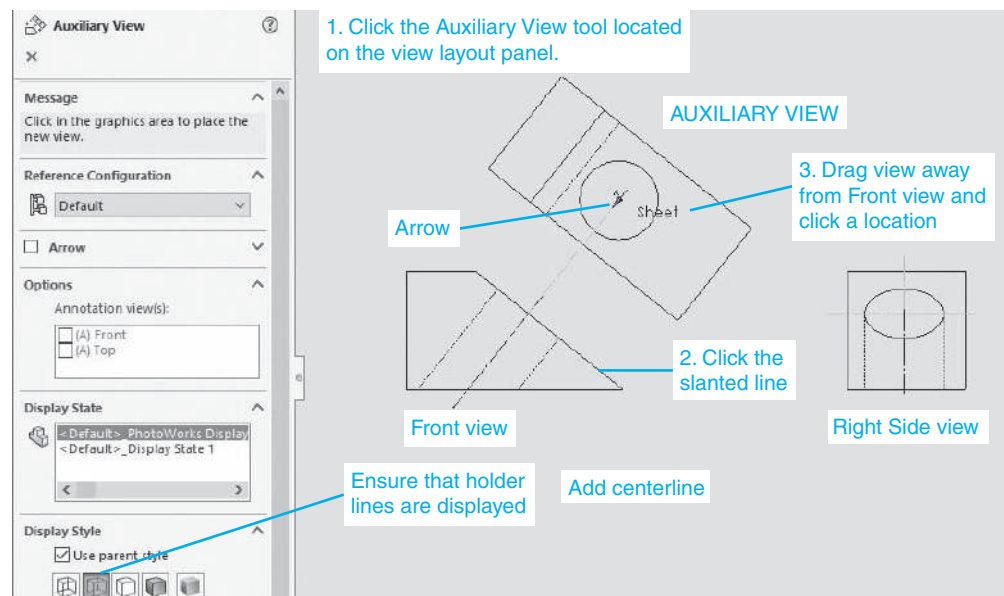 Auxiliary View
Message
Click in the graphics area to place the
new view.
Reference Configuration
Default
Arrow
Options
Annotation view(s):
(A) Front
(A) Top
Display State
<Default>_PhotoWorks Display
<Default>_Display State 1
Display Style
Use parent style
1. Click the Auxiliary View tool located
on the view layout panel.
AUXILIARY VIEW
3. Drag view away
from Front view and
click a location
Sheet
Arrow
2. Click the
slanted line
Front view
Right Side view
Ensure that holder
lines are displayed
Add centerline